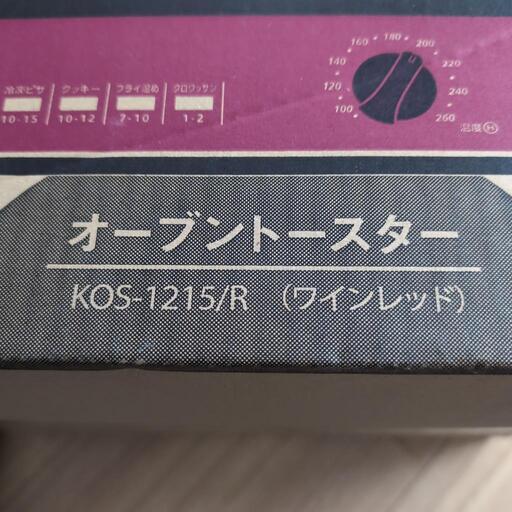 冷凍ピザ クッキー フライ温め クロワッサン
10-15 10-12 7-10 1-2
100 120 140 160 180 200 220 240 260
温度 H
オーブントースター
KOS-1215/R （ワインレッド）